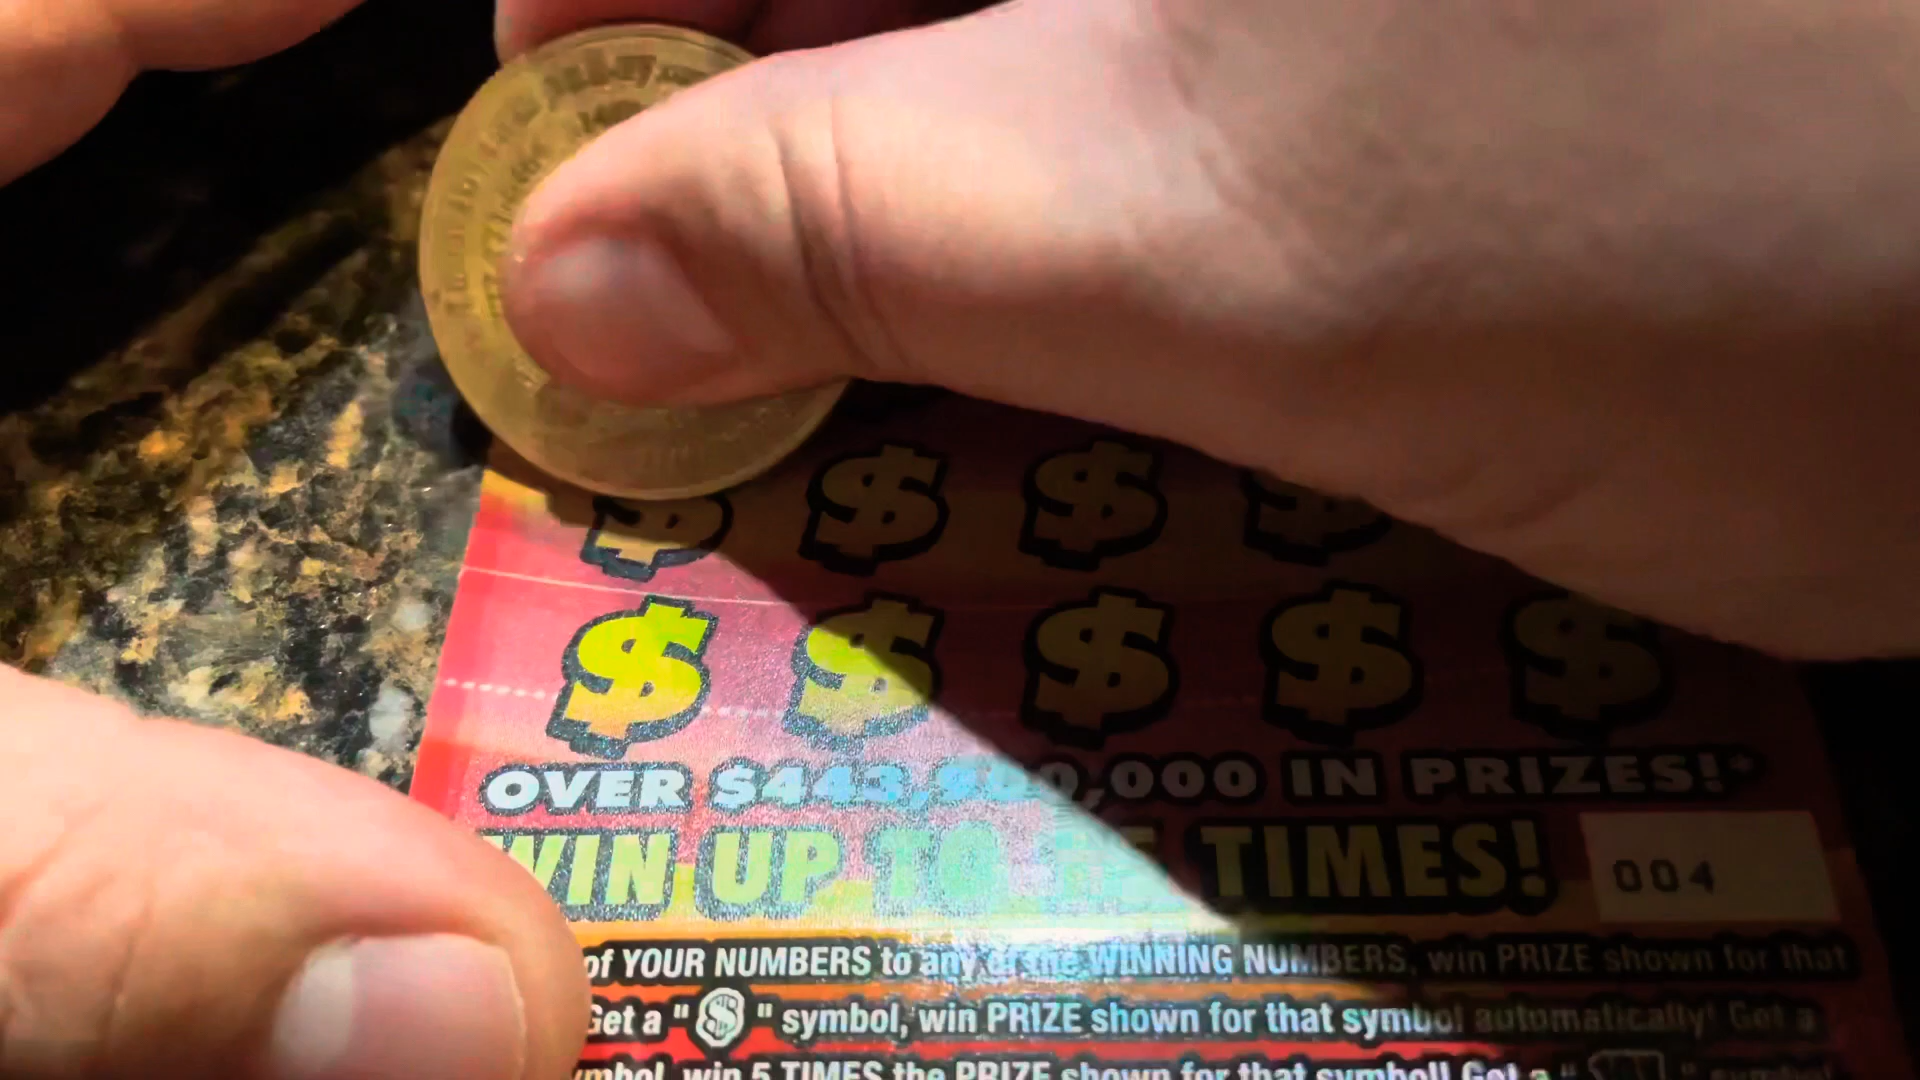 $ $ $ $
$ $ $ $ $
OVER $443,900,000 IN PRIZES!*
WIN UP TO TIMES!
004
of YOUR NUMBERS to any of the WINNING NUMBERS, win PRIZE shown for that
Get a " $ " symbol, win PRIZE shown for that symbol automatically! Get a
symbol, win 5 TIMES the PRIZE shown for that symbol! Get a " " symbol